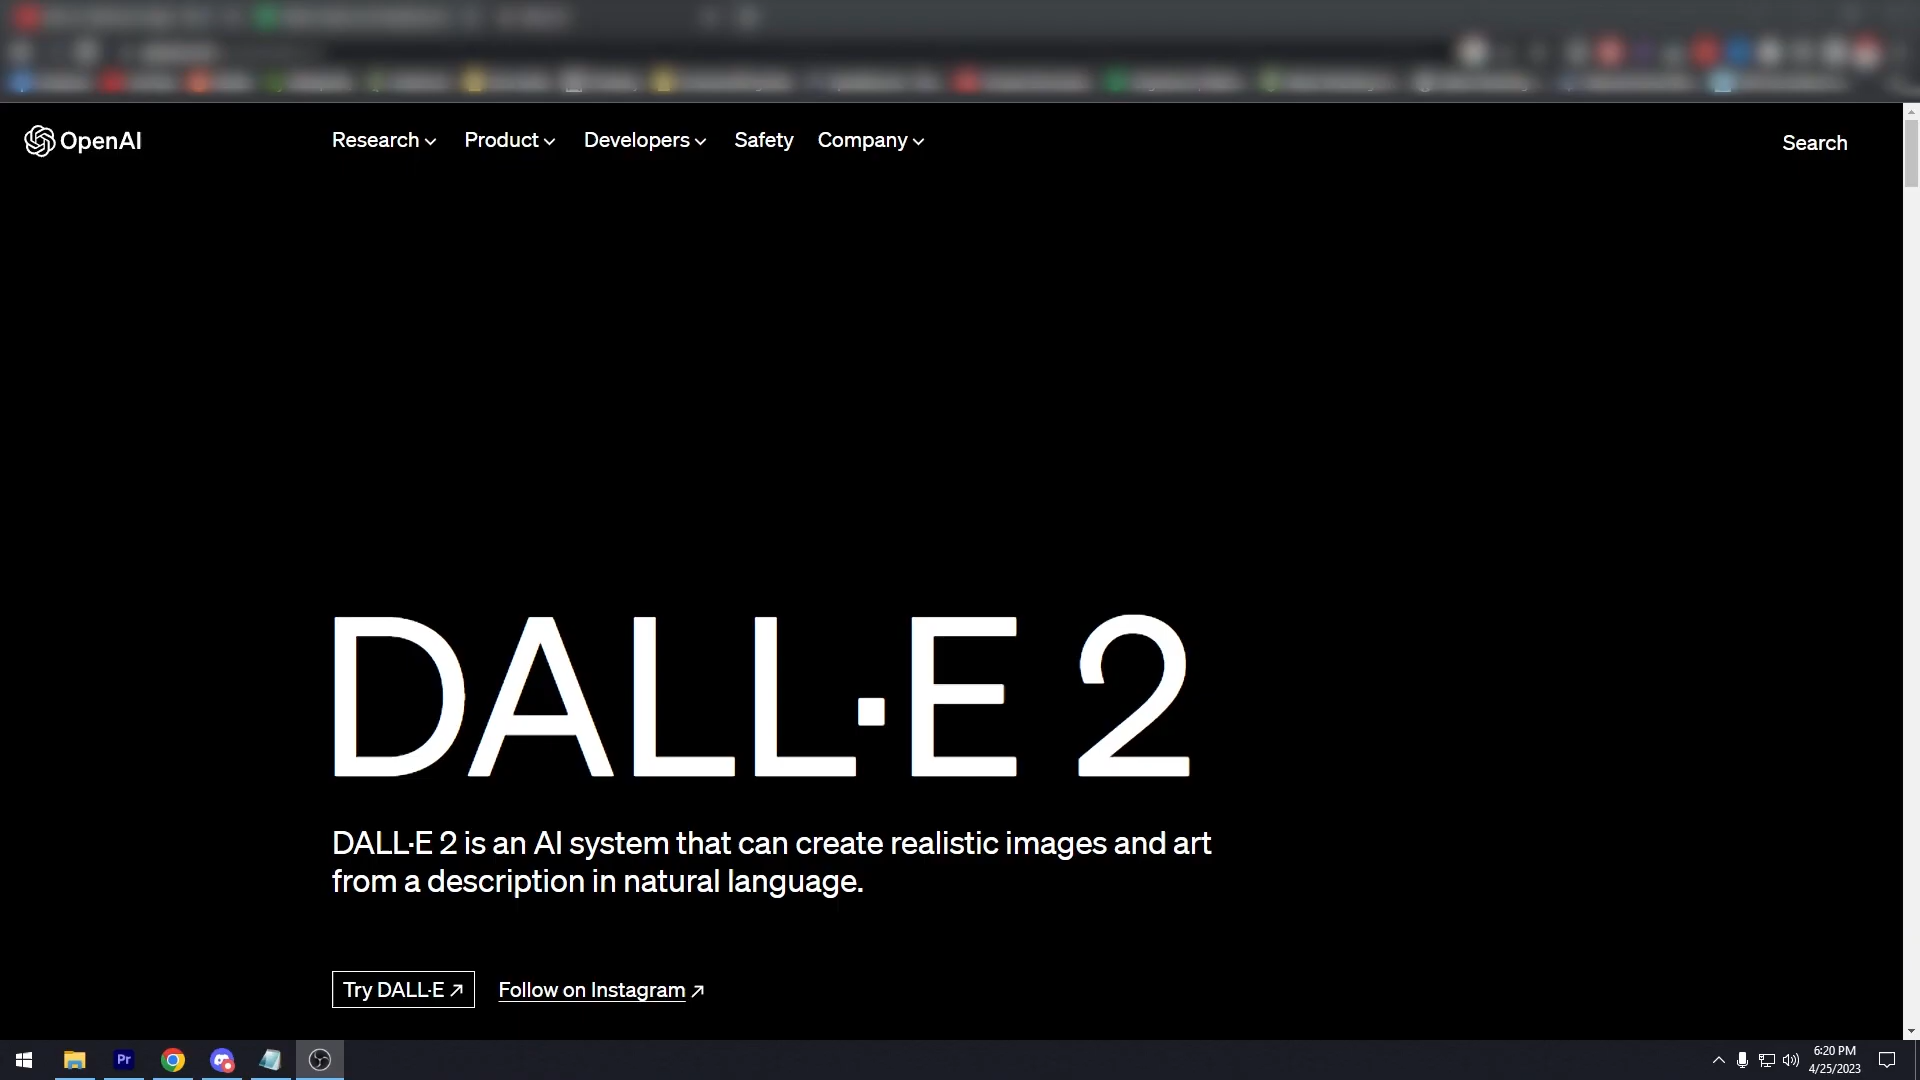 OpenAI
Research Product Developers Safety Company
Search
DALL·E 2
DALL·E 2 is an AI system that can create realistic images and art
from a description in natural language.
Try DALL·E ↗ Follow on Instagram ↗
Pr
6:20 PM
4/25/2023